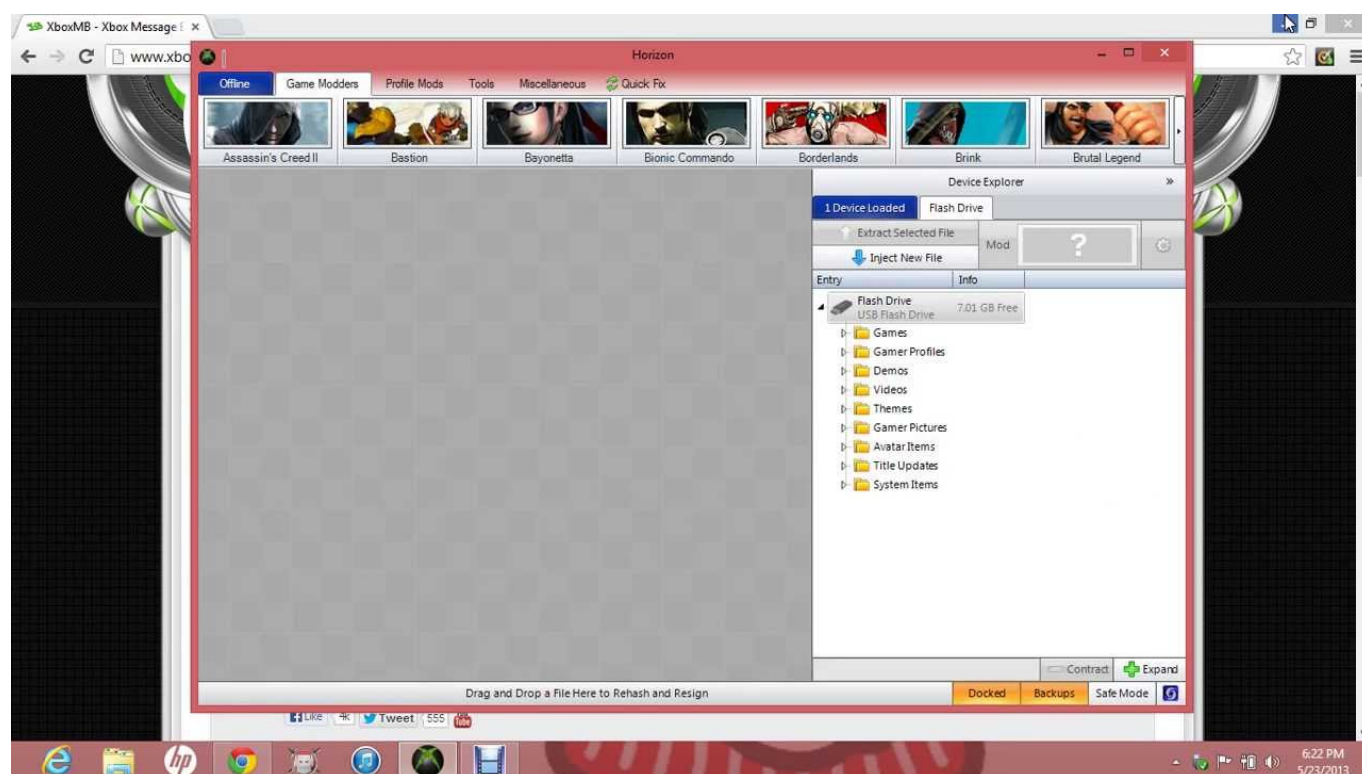 XboxMB - Xbox Message
www.xbo
Horizon
Offline Game Modders Profile Mods Tools Miscellaneous Quick Fix
Assassin's Creed II Bastion Bayonetta Bionic Commando Borderlands Brink Brutal Legend
Device Explorer »
1 Device Loaded Flash Drive
Extract Selected File
Mod ?
Inject New File
Entry Info
Flash Drive
USB Flash Drive 7.01 GB Free
Games
Gamer Profiles
Demos
Videos
Themes
Gamer Pictures
Avatar Items
Title Updates
System Items
Contract Expand
Drag and Drop a File Here to Rehash and Resign Docked Backups Safe Mode
Like 4k Tweet 555 You Tube
hp
6:22 PM
5/23/2013